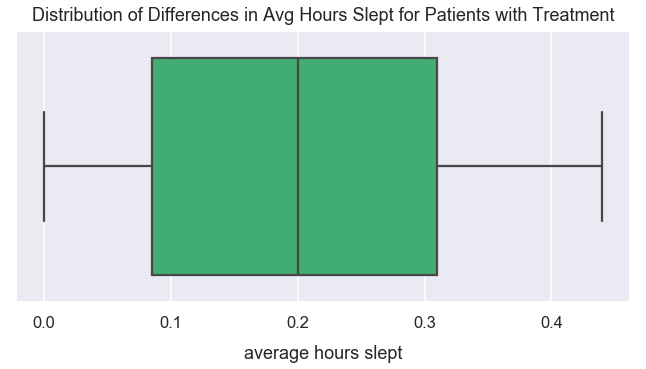 Distribution of Differences in Avg Hours Slept for Patients with Treatment
0.0 0.1 0.2 0.3 0.4
average hours slept